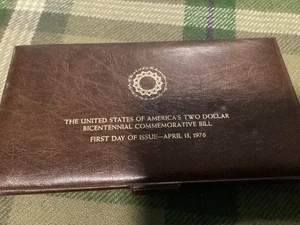 THE UNITED STATES OF AMERICA'S TWO DOLLAR
BICENTENNIAL COMMEMORATIVE BILL
FIRST DAY OF ISSUE—APRIL 13, 1976